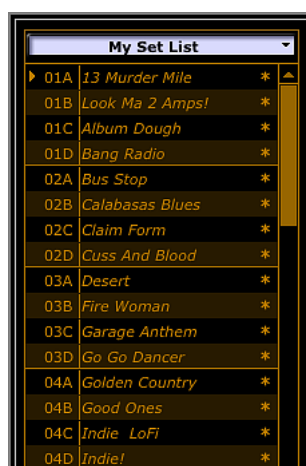 My Set List
01A 13 Murder Mile *
01B Look Ma 2 Amps! *
01C Album Dough *
01D Bang Radio *
02A Bus Stop *
02B Calabasas Blues *
02C Claim Form *
02D Cuss And Blood *
03A Desert *
03B Fire Woman *
03C Garage Anthem *
03D Go Go Dancer *
04A Golden Country *
04B Good Ones *
04C Indie  LoFi *
04D Indie! *